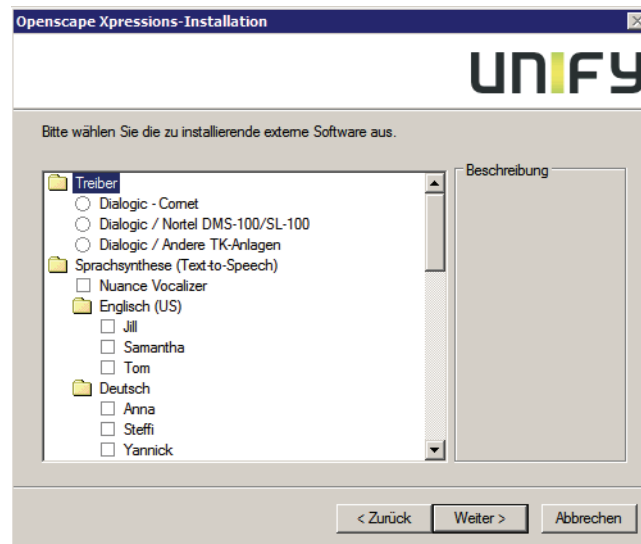 Openscape Xpressions-Installation
UNIFY
Bitte wählen Sie die zu installierende externe Software aus.
Treiber
Dialogic - Cornet
Dialogic / Nortel DMS-100/SL-100
Dialogic / Andere TK-Anlagen
Sprachsynthese (Text-to-Speech)
Nuance Vocalizer
Englisch (US)
Jill
Samantha
Tom
Deutsch
Anna
Steffi
Yannick
Beschreibung
< Zurück
Weiter >
Abbrechen